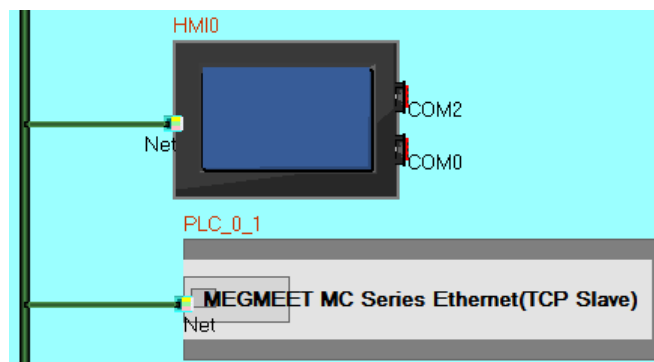 HMI0
COM2
Net
COM0
PLC_0_1
MEGMEET MC Series Ethernet(TCP Slave)
Net